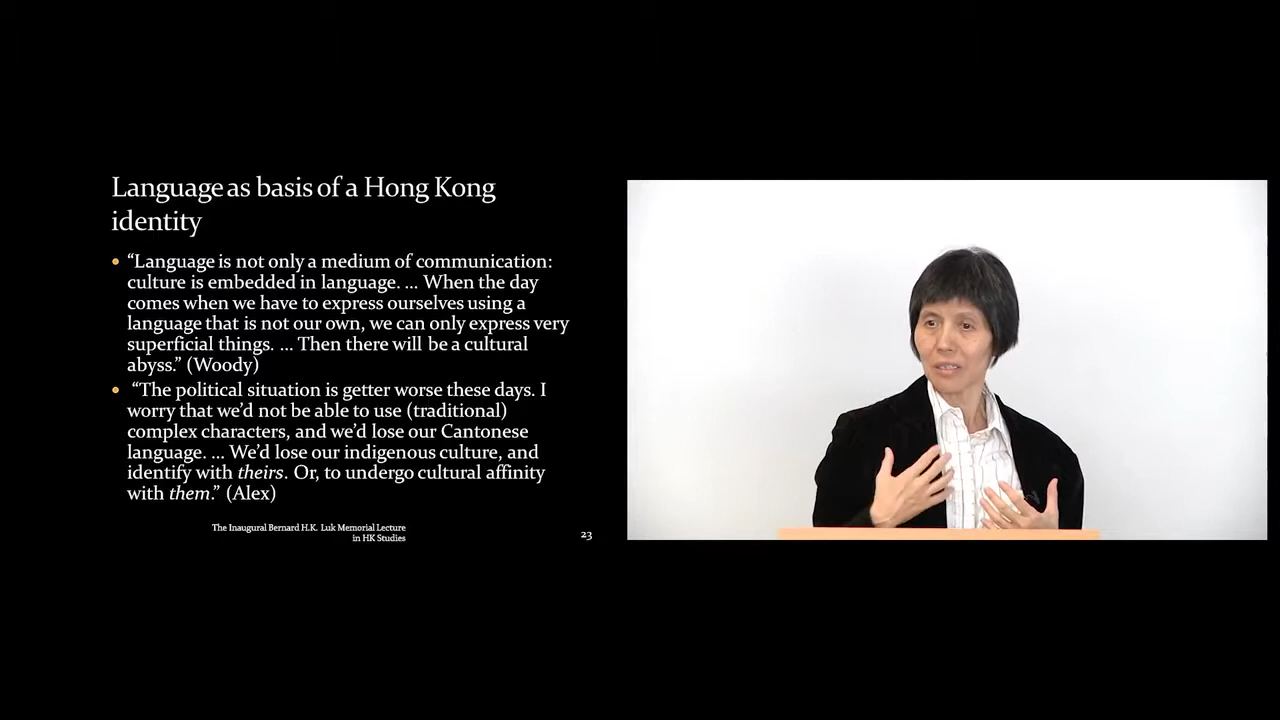 Language as basis of a Hong Kong
identity
• “Language is not only a medium of communication:
culture is embedded in language. ... When the day
comes when we have to express ourselves using a
language that is not our own, we can only express very
superficial things. ... Then there will be a cultural
abyss.” (Woody)
• “The political situation is getter worse these days. I
worry that we’d not be able to use (traditional)
complex characters, and we’d lose our Cantonese
language. ... We’d lose our indigenous culture, and
identify with theirs. Or, to undergo cultural affinity
with them.” (Alex)
The Inaugural Bernard H.K. Luk Memorial Lecture
in HK Studies
23